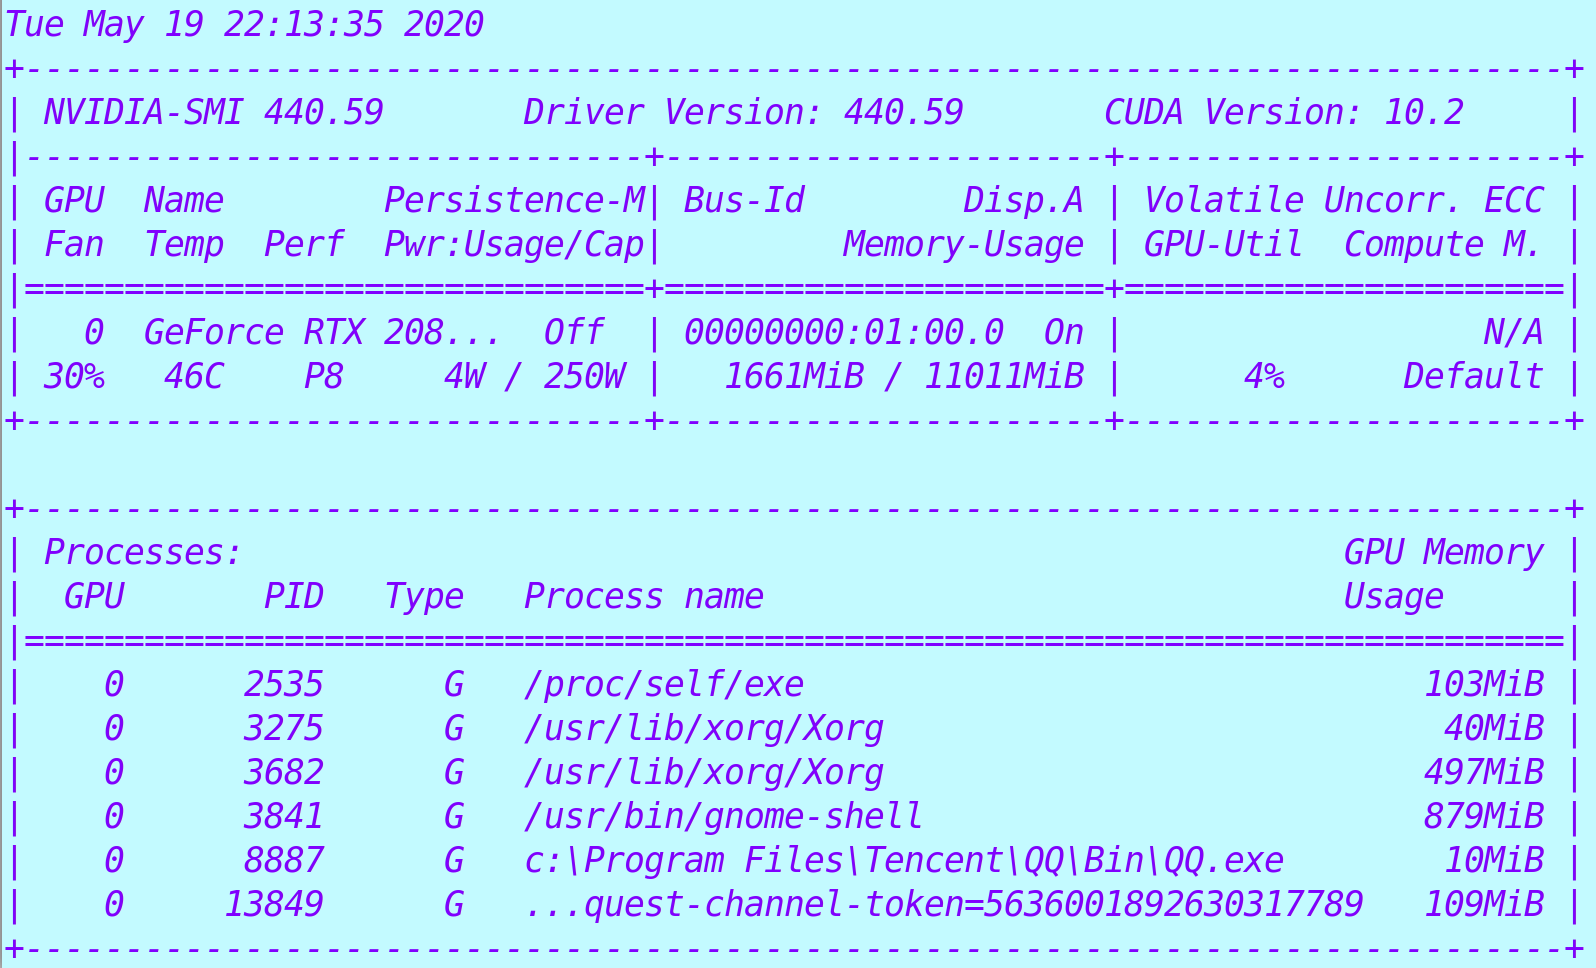 Tue May 19 22:13:35 2020
+-----------------------------------------------------------------------------+
| NVIDIA-SMI 440.59       Driver Version: 440.59       CUDA Version: 10.2     |
|-------------------------------+----------------------+----------------------+
| GPU  Name        Persistence-M| Bus-Id        Disp.A | Volatile Uncorr. ECC |
| Fan  Temp  Perf  Pwr:Usage/Cap|         Memory-Usage | GPU-Util  Compute M. |
|===============================+======================+======================|
|   0  GeForce RTX 208...  Off  | 00000000:01:00.0  On |                  N/A |
| 30%   46C    P8     4W / 250W |   1661MiB / 11011MiB |      4%      Default |
+-------------------------------+----------------------+----------------------+

+-----------------------------------------------------------------------------+
| Processes:                                                       GPU Memory |
|  GPU       PID   Type   Process name                             Usage      |
|=============================================================================|
|    0      2535      G   /proc/self/exe                               103MiB |
|    0      3275      G   /usr/lib/xorg/Xorg                            40MiB |
|    0      3682      G   /usr/lib/xorg/Xorg                           497MiB |
|    0      3841      G   /usr/bin/gnome-shell                         879MiB |
|    0      8887      G   c:\Program Files\Tencent\QQ\Bin\QQ.exe        10MiB |
|    0     13849      G   ...quest-channel-token=5636001892630317789   109MiB |
+-----------------------------------------------------------------------------+